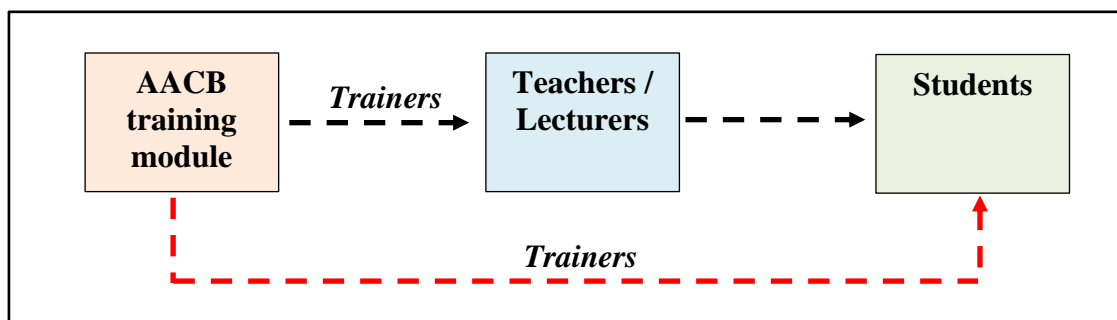 AACB
training
module
Trainers
Teachers /
Lecturers
Students
Trainers